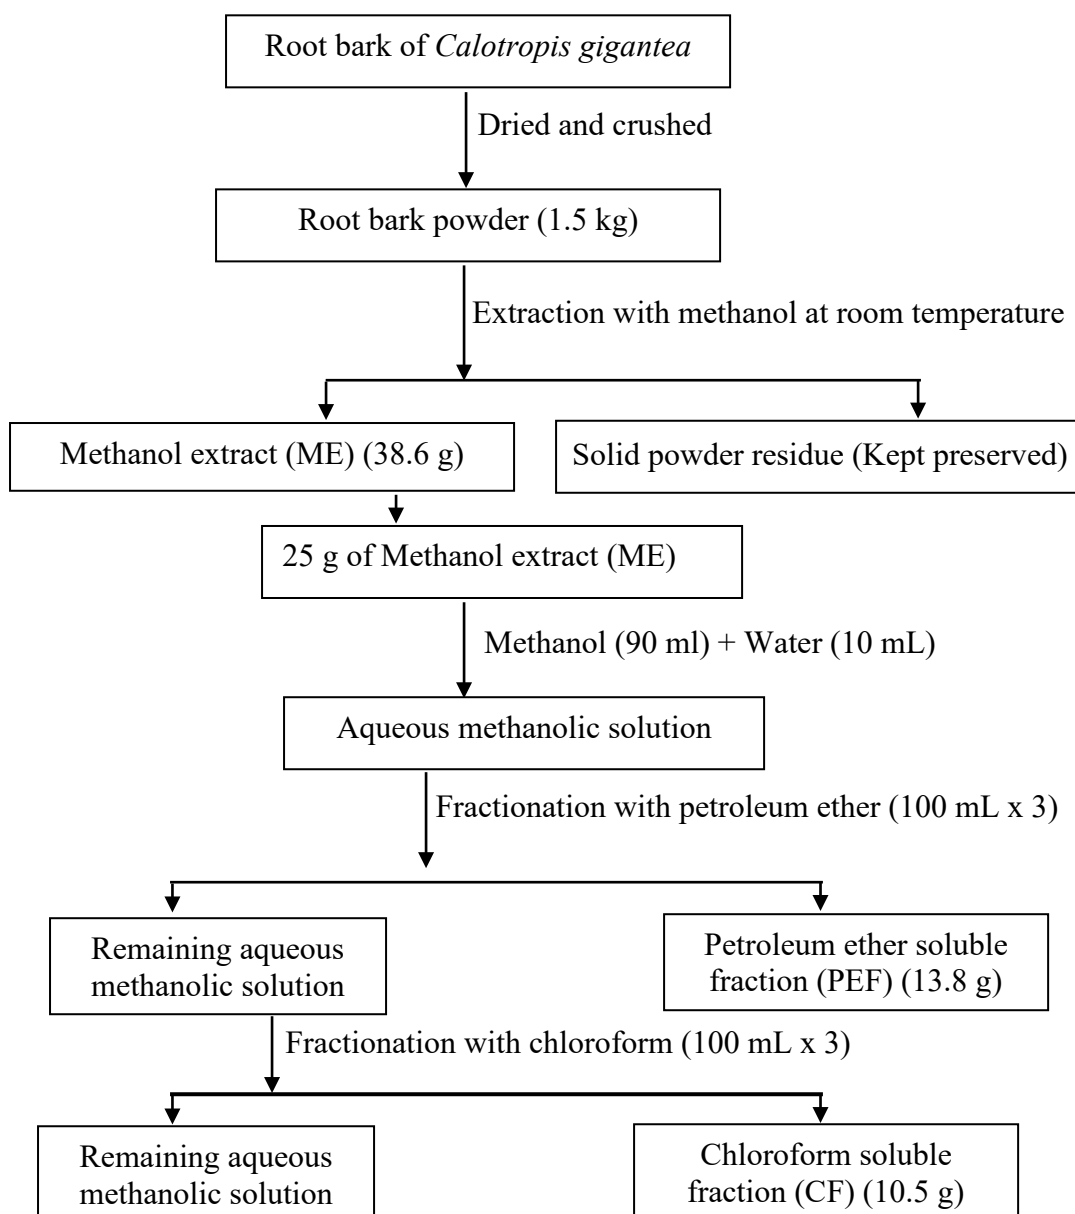 Root bark of Calotropis gigantea
Dried and crushed
Root bark powder (1.5 kg)
Extraction with methanol at room temperature
Methanol extract (ME) (38.6 g)
Solid powder residue (Kept preserved)
25 g of Methanol extract (ME)
Methanol (90 ml) + Water (10 mL)
Aqueous methanolic solution
Fractionation with petroleum ether (100 mL x 3)
Remaining aqueous
methanolic solution
Petroleum ether soluble
fraction (PEF) (13.8 g)
Fractionation with chloroform (100 mL x 3)
Remaining aqueous
methanolic solution
Chloroform soluble
fraction (CF) (10.5 g)